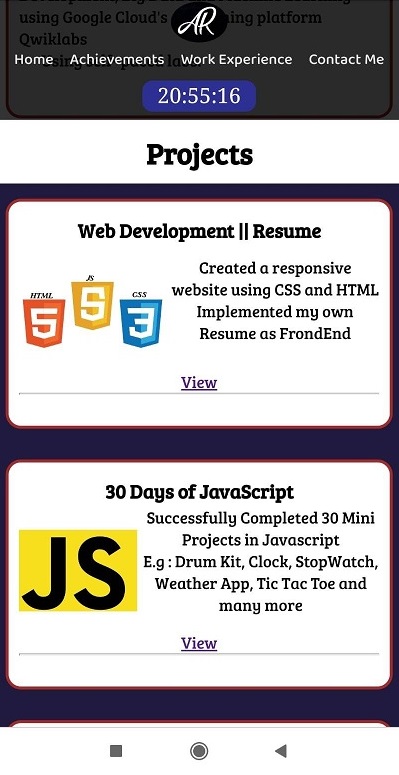 using Google Cloud's platform
Qwiklabs
AR
Home Achievements Work Experience Contact Me
20:55:16
Projects
Web Development || Resume
HTML
JS
CSS
5
5
3
Created a responsive
website using CSS and HTML
Implemented my own
Resume as FrondEnd
View
30 Days of JavaScript
JS
Successfully Completed 30 Mini
Projects in Javascript
E.g : Drum Kit, Clock, StopWatch,
Weather App, Tic Tac Toe and
many more
View